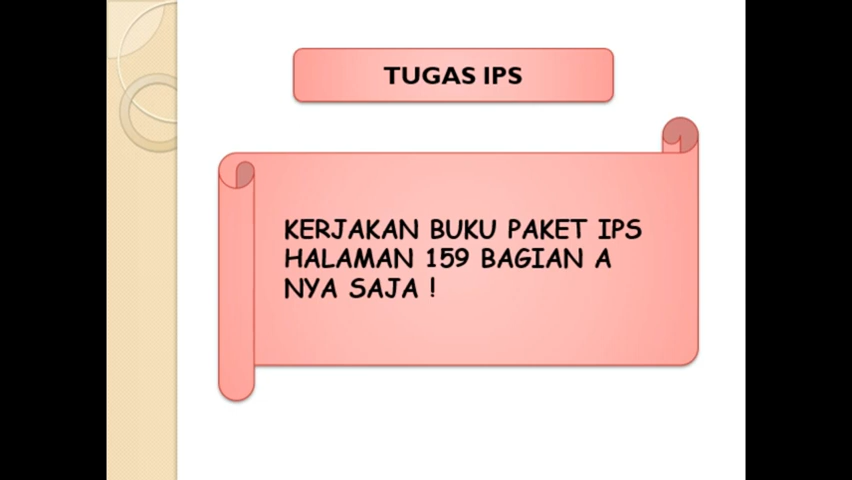 TUGAS IPS
KERJAKAN BUKU PAKET IPS
HALAMAN 159 BAGIAN A
NYA SAJA !